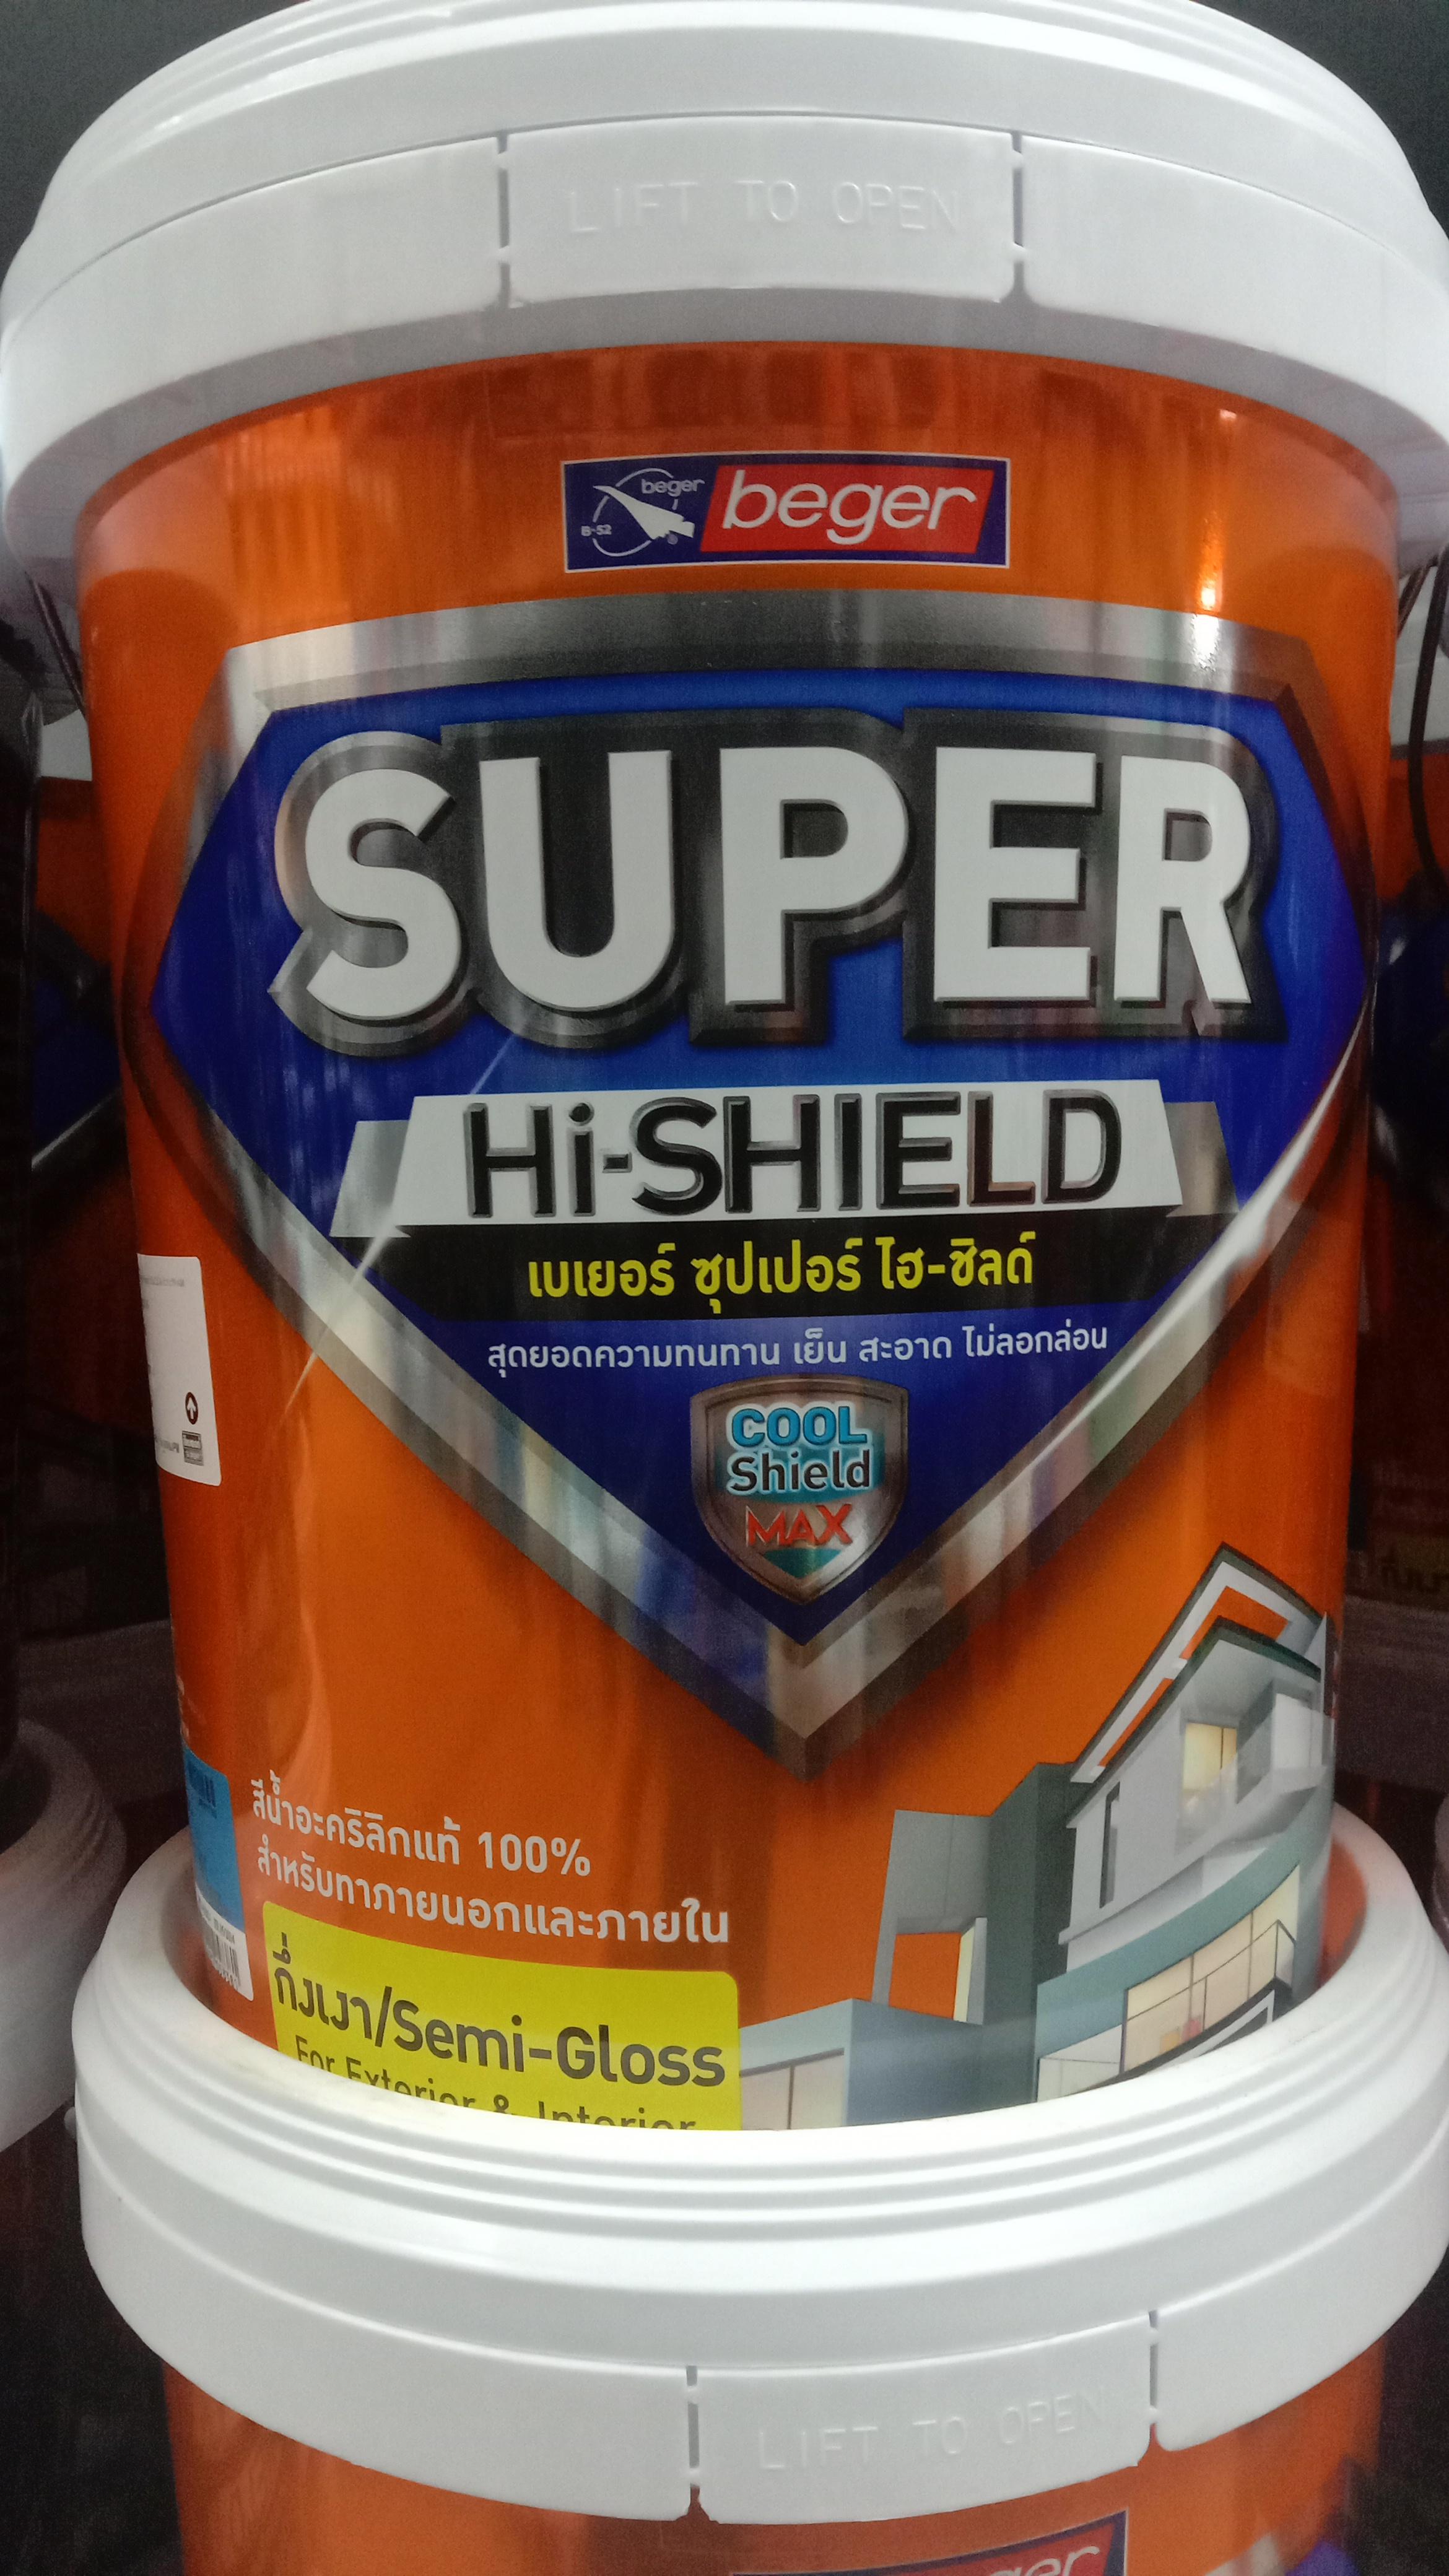 LIFT TO OPEN
beger
B-52
beger
SUPER
Hi-SHIELD
เบเยอร์ ซุปเปอร์ ไฮ-ชิลด์
สุดยอดความทนทาน เย็น สะอาด ไม่ลอกล่อน
COOL
Shield
MAX
สีน้ำอะคริลิกแท้ 100%
สำหรับทาภายนอกและภายใน
กึ่งเงา/Semi-Gloss
For Exterior & Interior
LIFT TO OPEN